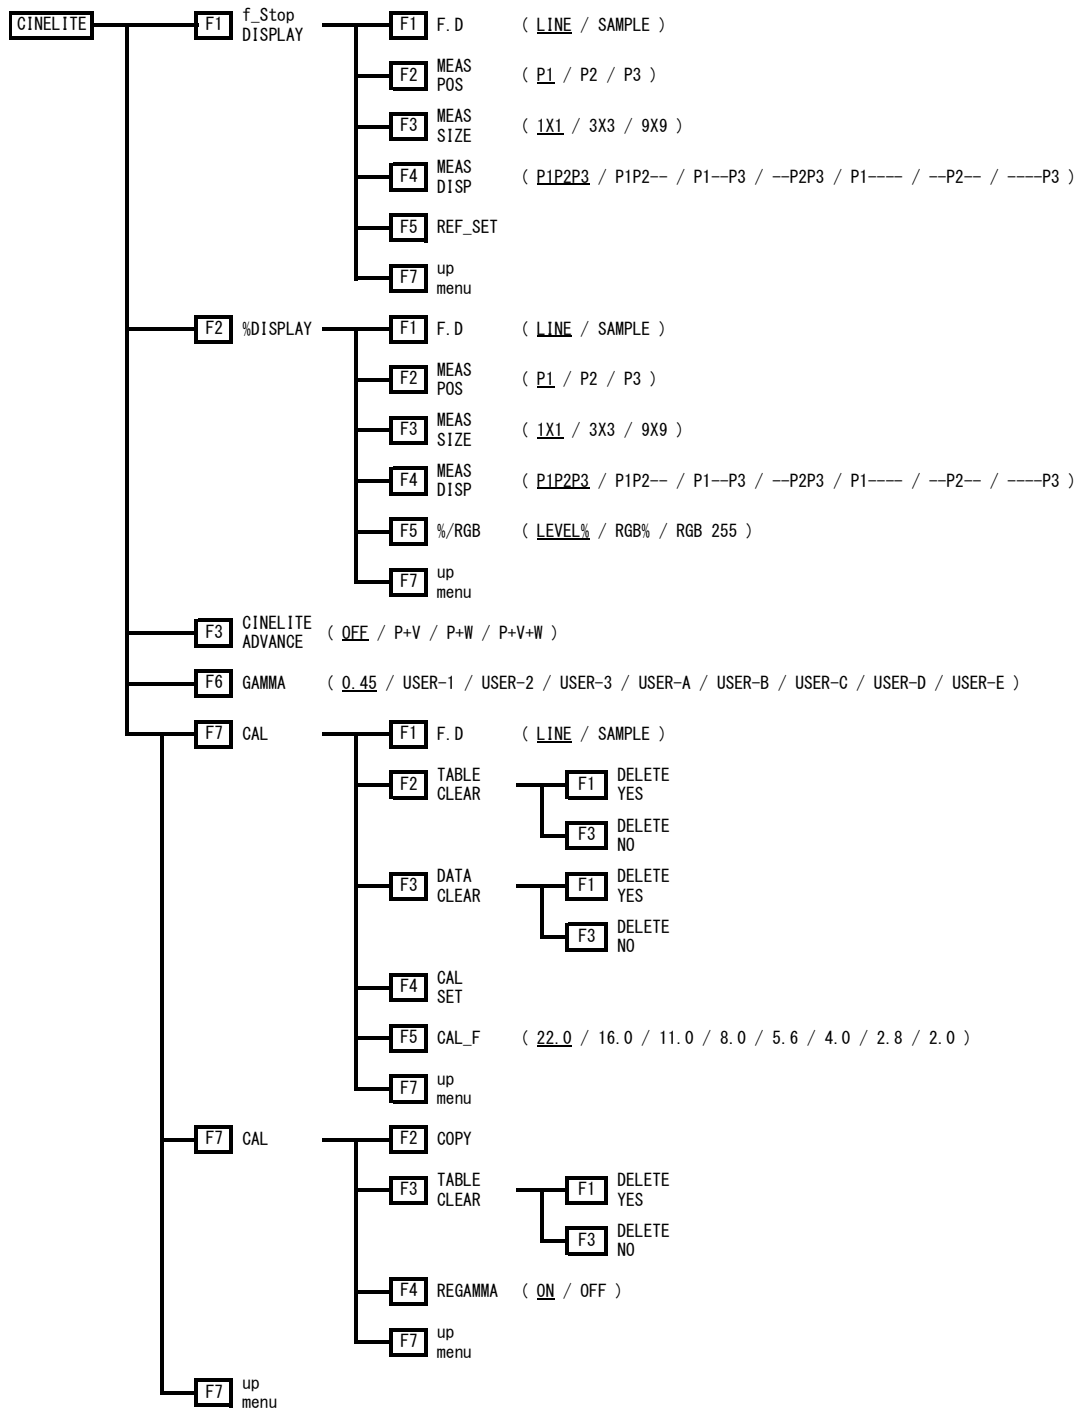 CINELITE F1 f_Stop DISPLAY F1 F.D ( LINE / SAMPLE )
F2 MEAS POS ( P1 / P2 / P3 )
F3 MEAS SIZE ( 1X1 / 3X3 / 9X9 )
F4 MEAS DISP ( P1P2P3 / P1P2-- / P1--P3 / --P2P3 / P1---- / --P2-- / ----P3 )
F5 REF_SET
F7 up menu
F2 %DISPLAY F1 F.D ( LINE / SAMPLE )
F2 MEAS POS ( P1 / P2 / P3 )
F3 MEAS SIZE ( 1X1 / 3X3 / 9X9 )
F4 MEAS DISP ( P1P2P3 / P1P2-- / P1--P3 / --P2P3 / P1---- / --P2-- / ----P3 )
F5 %/RGB ( LEVEL% / RGB% / RGB 255 )
F7 up menu
F3 CINELITE ADVANCE ( OFF / P+V / P+W / P+V+W )
F6 GAMMA ( 0.45 / USER-1 / USER-2 / USER-3 / USER-A / USER-B / USER-C / USER-D / USER-E )
F7 CAL F1 F.D ( LINE / SAMPLE )
F2 TABLE CLEAR F1 DELETE YES
F3 DELETE NO
F3 DATA CLEAR F1 DELETE YES
F3 DELETE NO
F4 CAL SET
F5 CAL_F ( 22.0 / 16.0 / 11.0 / 8.0 / 5.6 / 4.0 / 2.8 / 2.0 )
F7 up menu
F7 CAL F2 COPY
F3 TABLE CLEAR F1 DELETE YES
F3 DELETE NO
F4 REGAMMA ( ON / OFF )
F7 up menu
F7 up menu